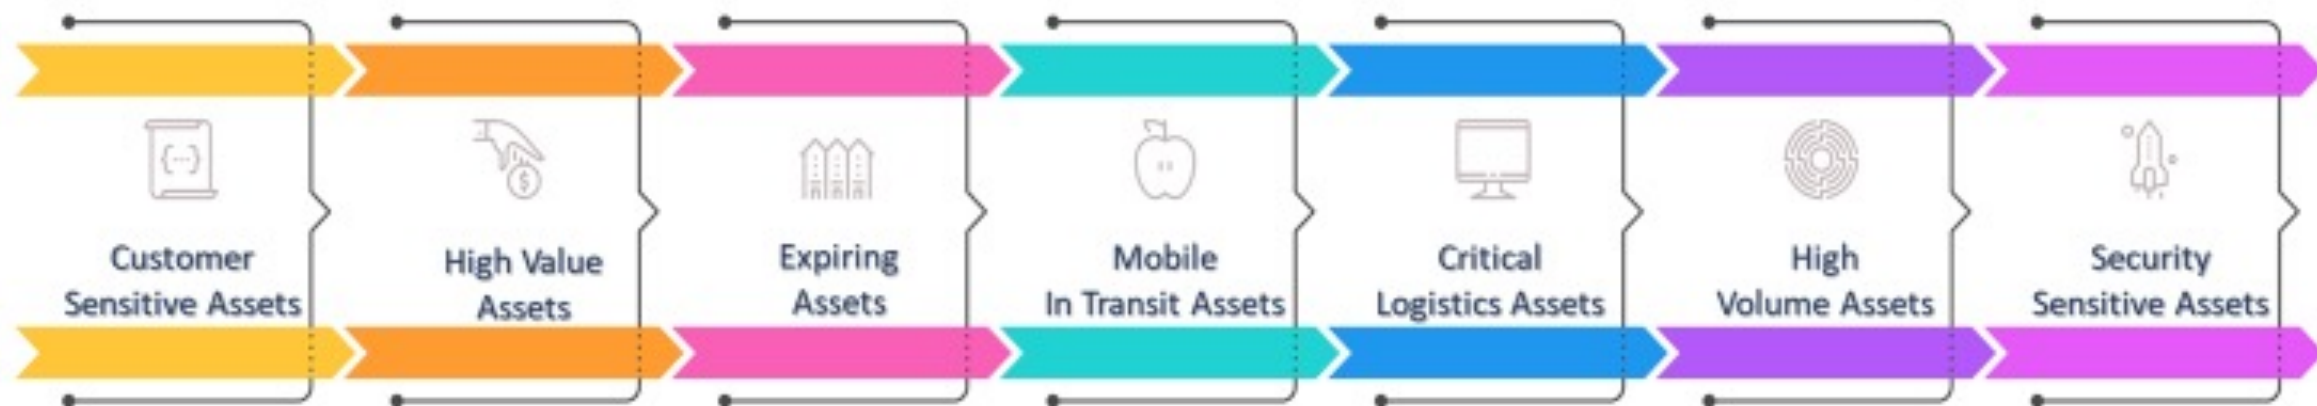 Customer
Sensitive Assets
High Value
Assets
Expiring
Assets
Mobile
In Transit Assets
Critical
Logistics Assets
High
Volume Assets
Security
Sensitive Assets